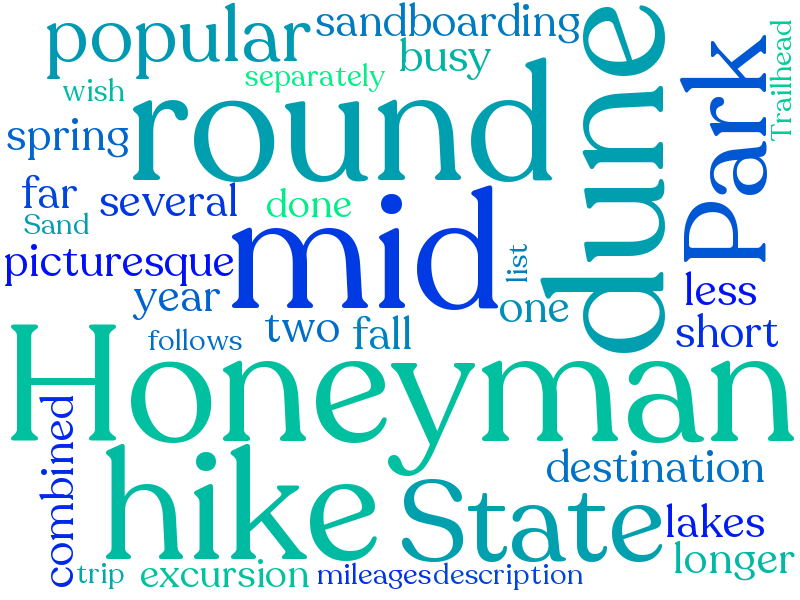 popular
sandboarding
busy
dune
Park
Trailhead
separately
wish
round
spring
far
several
done
Sand
mid
picturesque
list
year
one
less
short
two
fall
follows
Honeyman
combined
hike
State
destination
lakes
longer
trip
excursion
mileages
description